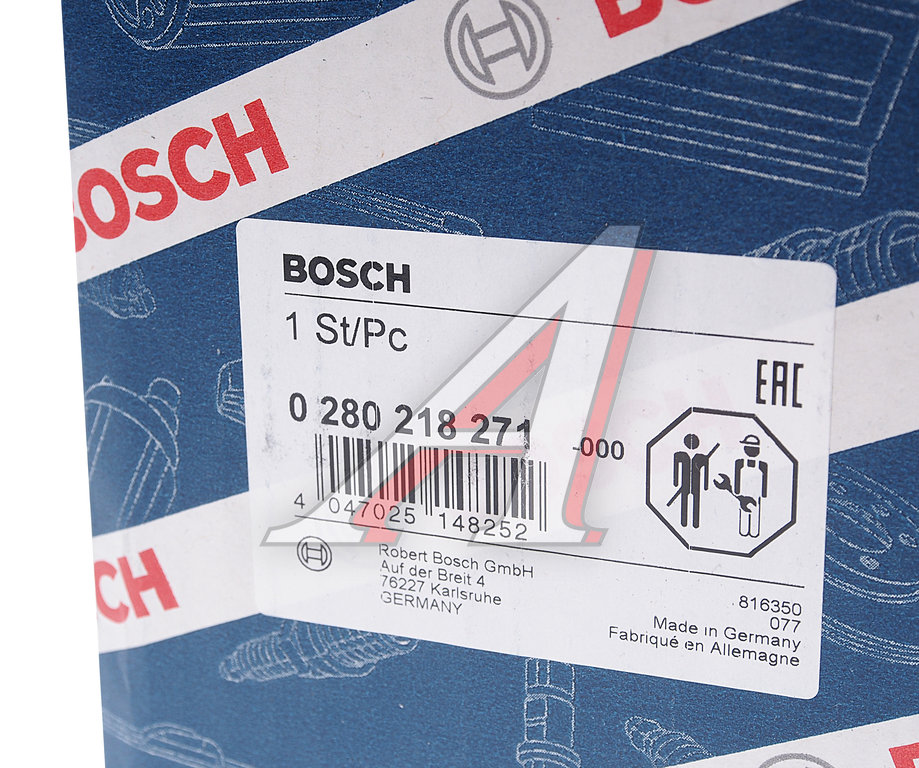 BOSCH
BOSCH
1 St/Pc
EAC
0 280 218 271
-000
4 047025 148252
Robert Bosch GmbH
Auf der Breit 4
76227 Karlsruhe
GERMANY
816350
077
Made in Germany
Fabriqué en Allemagne
CH